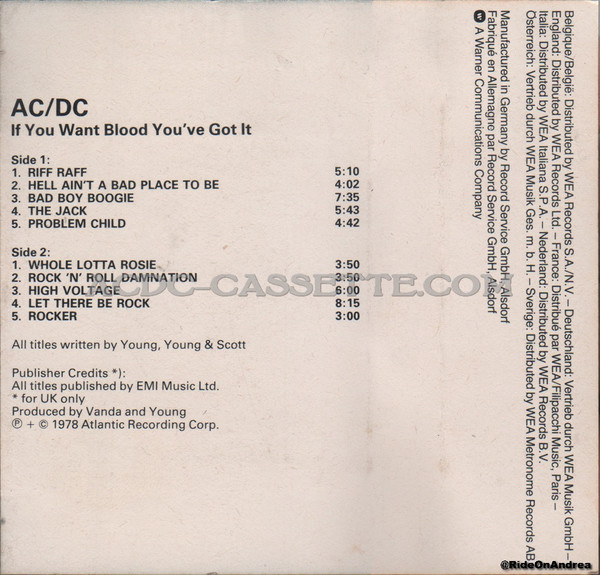 AC/DC
If You Want Blood You've Got It
Side 1:
1. RIFF RAFF 5:10
2. HELL AIN'T A BAD PLACE TO BE 4:02
3. BAD BOY BOOGIE 7:35
4. THE JACK 5:43
5. PROBLEM CHILD 4:42
Side 2:
1. WHOLE LOTTA ROSIE 3:50
2. ROCK 'N' ROLL DAMNATION 3:50
3. HIGH VOLTAGE 6:00
4. LET THERE BE ROCK 8:15
5. ROCKER 3:00
All titles written by Young, Young & Scott
Publisher Credits *):
All titles published by EMI Music Ltd.
* for UK only
Produced by Vanda and Young
Ⓟ + © 1978 Atlantic Recording Corp.
Belgique/België: Distributed by WEA Records S.A./N.V. – Deutschland: Vertrieb durch WEA Musik GmbH –
England: Distributed by WEA Records Ltd. – France: Distribué par WEA/Filipacchi Music, Paris –
Italia: Distributed by WEA Italiana S.P.A. – Nederland: Distributed by WEA Records B.V.
Österreich: Vertrieb durch WEA Musik Ges. m. b. H. – Sverige: Distributed by WEA Metronome Records AB
Manufactured in Germany by Record Service GmbH, Alsdorf
Fabriqué en Allemagne par Record Service GmbH, Alsdorf
A Warner Communications Company
ACDC-CASSETTE.COM
@RideOnAndrea